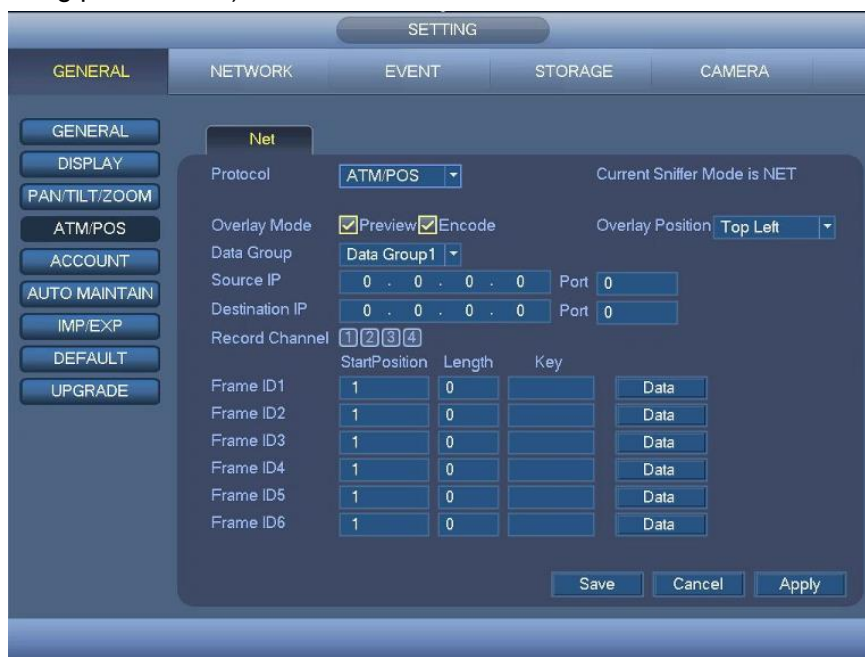 SETTING
GENERAL NETWORK EVENT STORAGE CAMERA
GENERAL
DISPLAY
PAN/TILT/ZOOM
ATM/POS
ACCOUNT
AUTO MAINTAIN
IMP/EXP
DEFAULT
UPGRADE
Net
Protocol ATM/POS Current Sniffer Mode is NET
Overlay Mode Preview Encode Overlay Position Top Left
Data Group Data Group1
Source IP 0 . 0 . 0 . 0 Port 0
Destination IP 0 . 0 . 0 . 0 Port 0
Record Channel 1 2 3 4
StartPosition Length Key
Frame ID1 1 0 Data
Frame ID2 1 0 Data
Frame ID3 1 0 Data
Frame ID4 1 0 Data
Frame ID5 1 0 Data
Frame ID6 1 0 Data
Save Cancel Apply